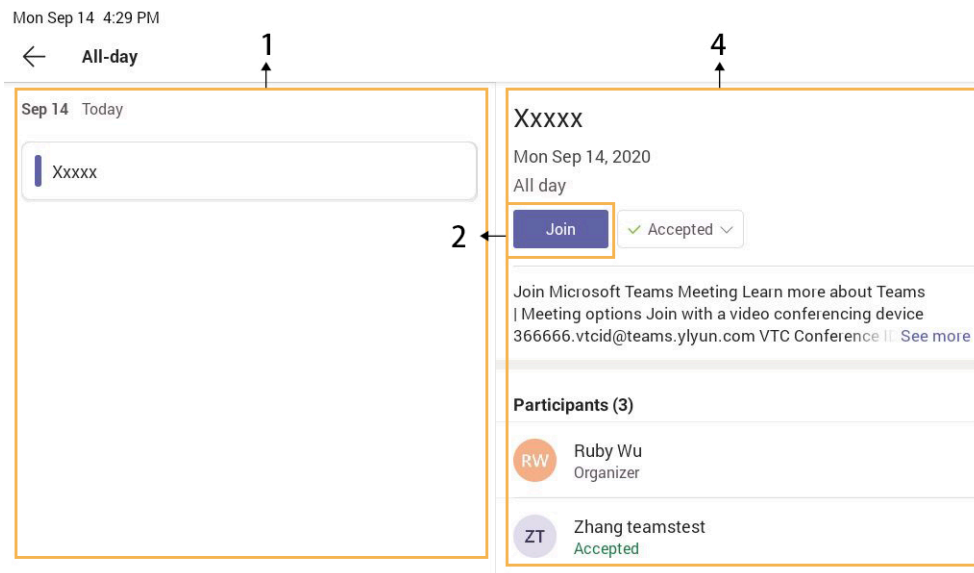 Mon Sep 14 4:29 PM
All-day
1
4
Sep 14 Today
Xxxxx
Xxxxx
Mon Sep 14, 2020
All day
2
Join
Accepted
Join Microsoft Teams Meeting Learn more about Teams
| Meeting options Join with a video conferencing device
366666.vtcid@teams.ylyun.com VTC Conference See more
Participants (3)
RW
Ruby Wu
Organizer
ZT
Zhang teamstest
Accepted